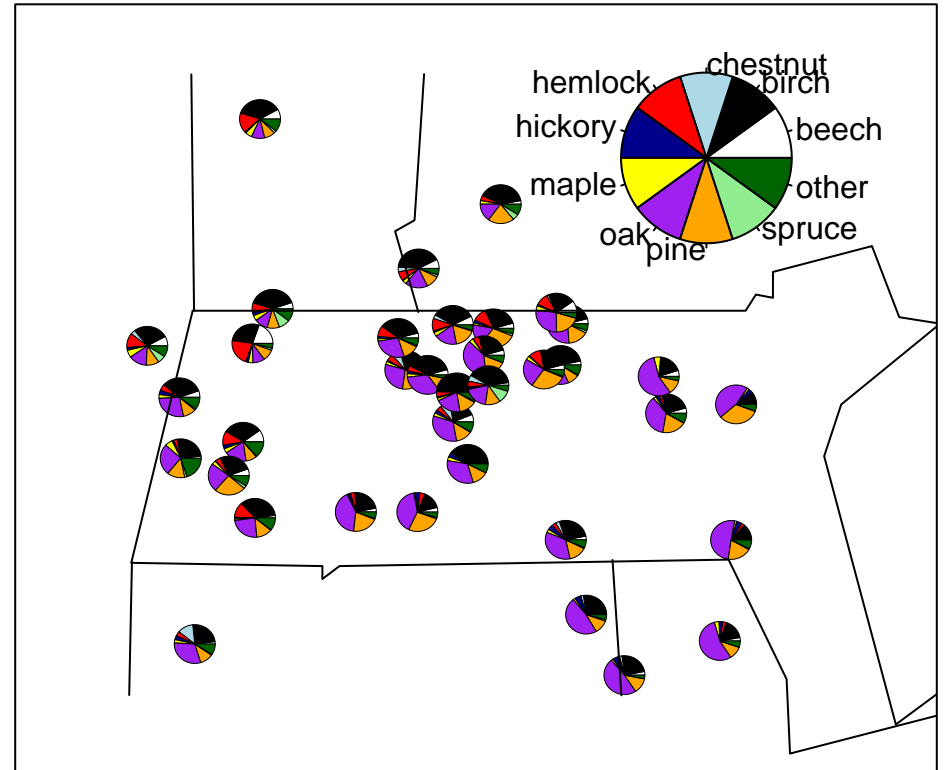 chestnut
hemlock
birch
hickory
beech
maple
other
oak
spruce
pine